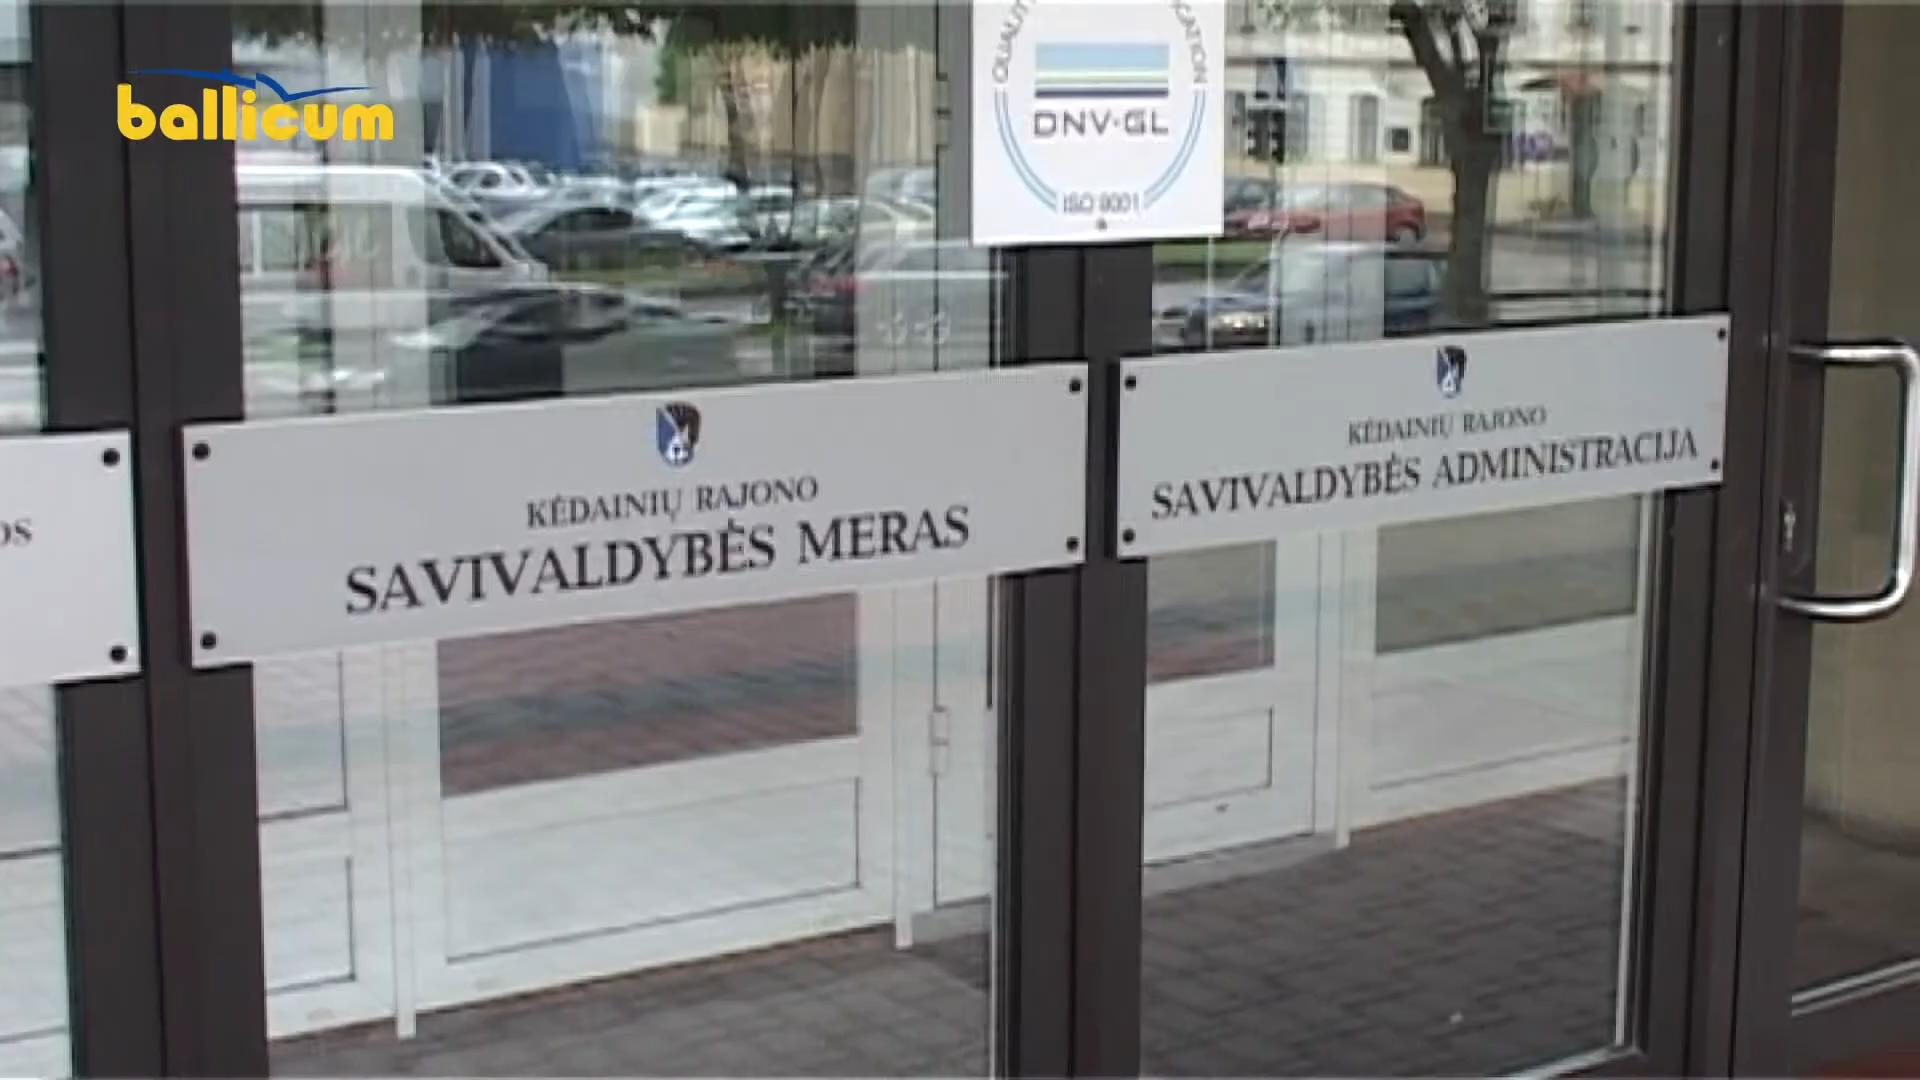 ballicum
DNV·GL
ISO 9001
KĖDAINIŲ RAJONO
SAVIVALDYBĖS MERAS
KĖDAINIŲ RAJONO
SAVIVALDYBĖS ADMINISTRACIJA